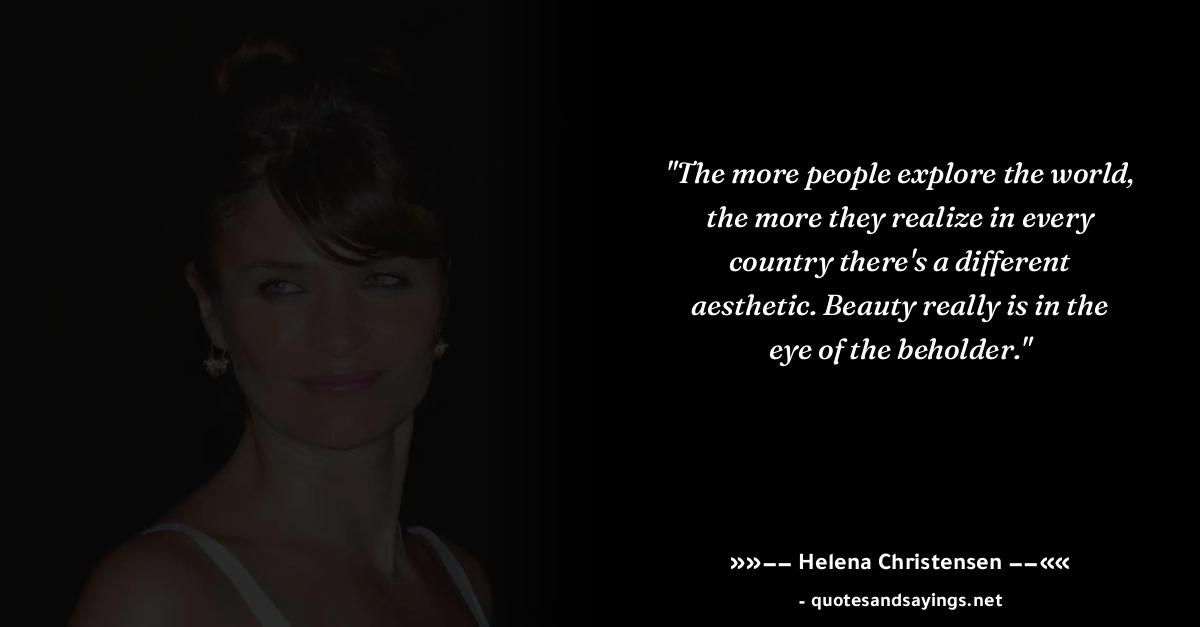 "The more people explore the world,
the more they realize in every
country there's a different
aesthetic. Beauty really is in the
eye of the beholder."
»»−− Helena Christensen −−««
- quotesandsayings.net